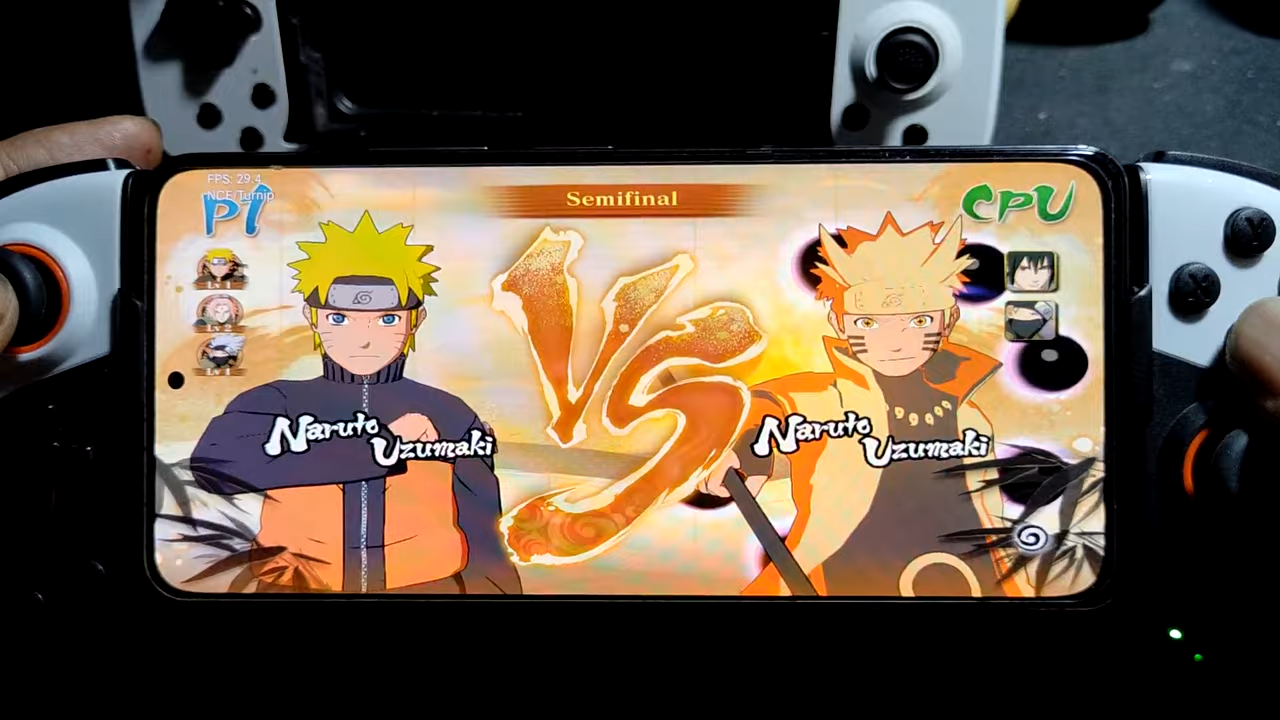 FPS: 29.4
NCE/Turnip
P1
Semifinal
CPU
VS
Naruto
Uzumaki
Naruto
Uzumaki